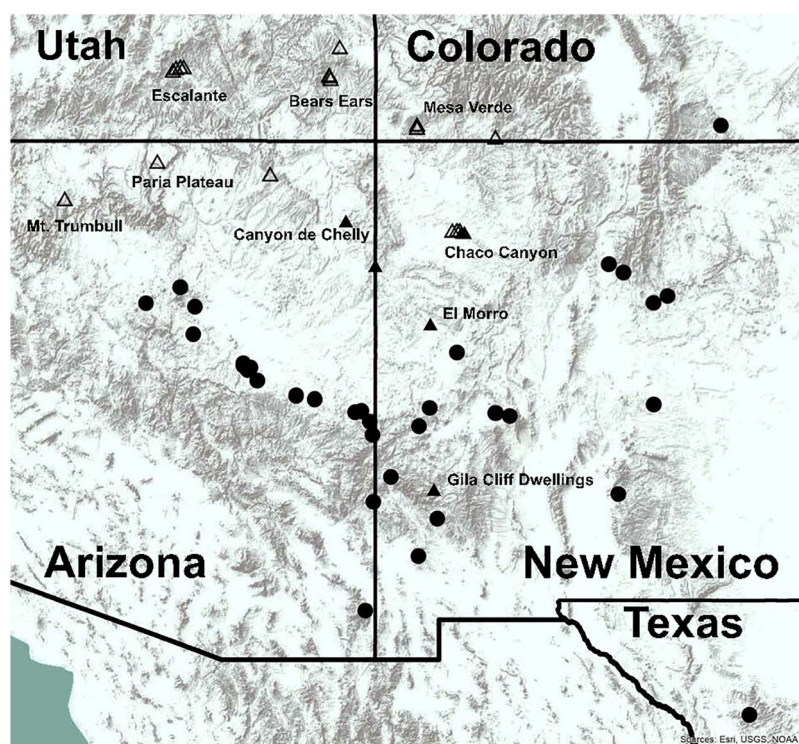 Utah
Colorado
Escalante
Bears Ears
Mesa Verde
Paria Plateau
Mt. Trumbull
Canyon de Chelly
Chaco Canyon
El Morro
Gila Cliff Dwellings
Arizona
New Mexico
Texas
Sources: Esri, USGS, NOAA